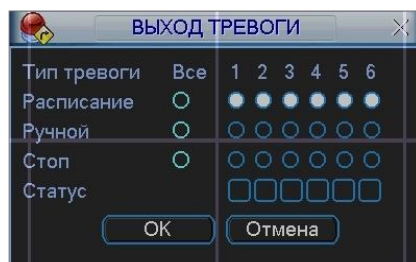 ВЫХОД ТРЕВОГИ
Тип тревоги Все 1 2 3 4 5 6
Расписание
Ручной
Стоп
Статус
OK Отмена